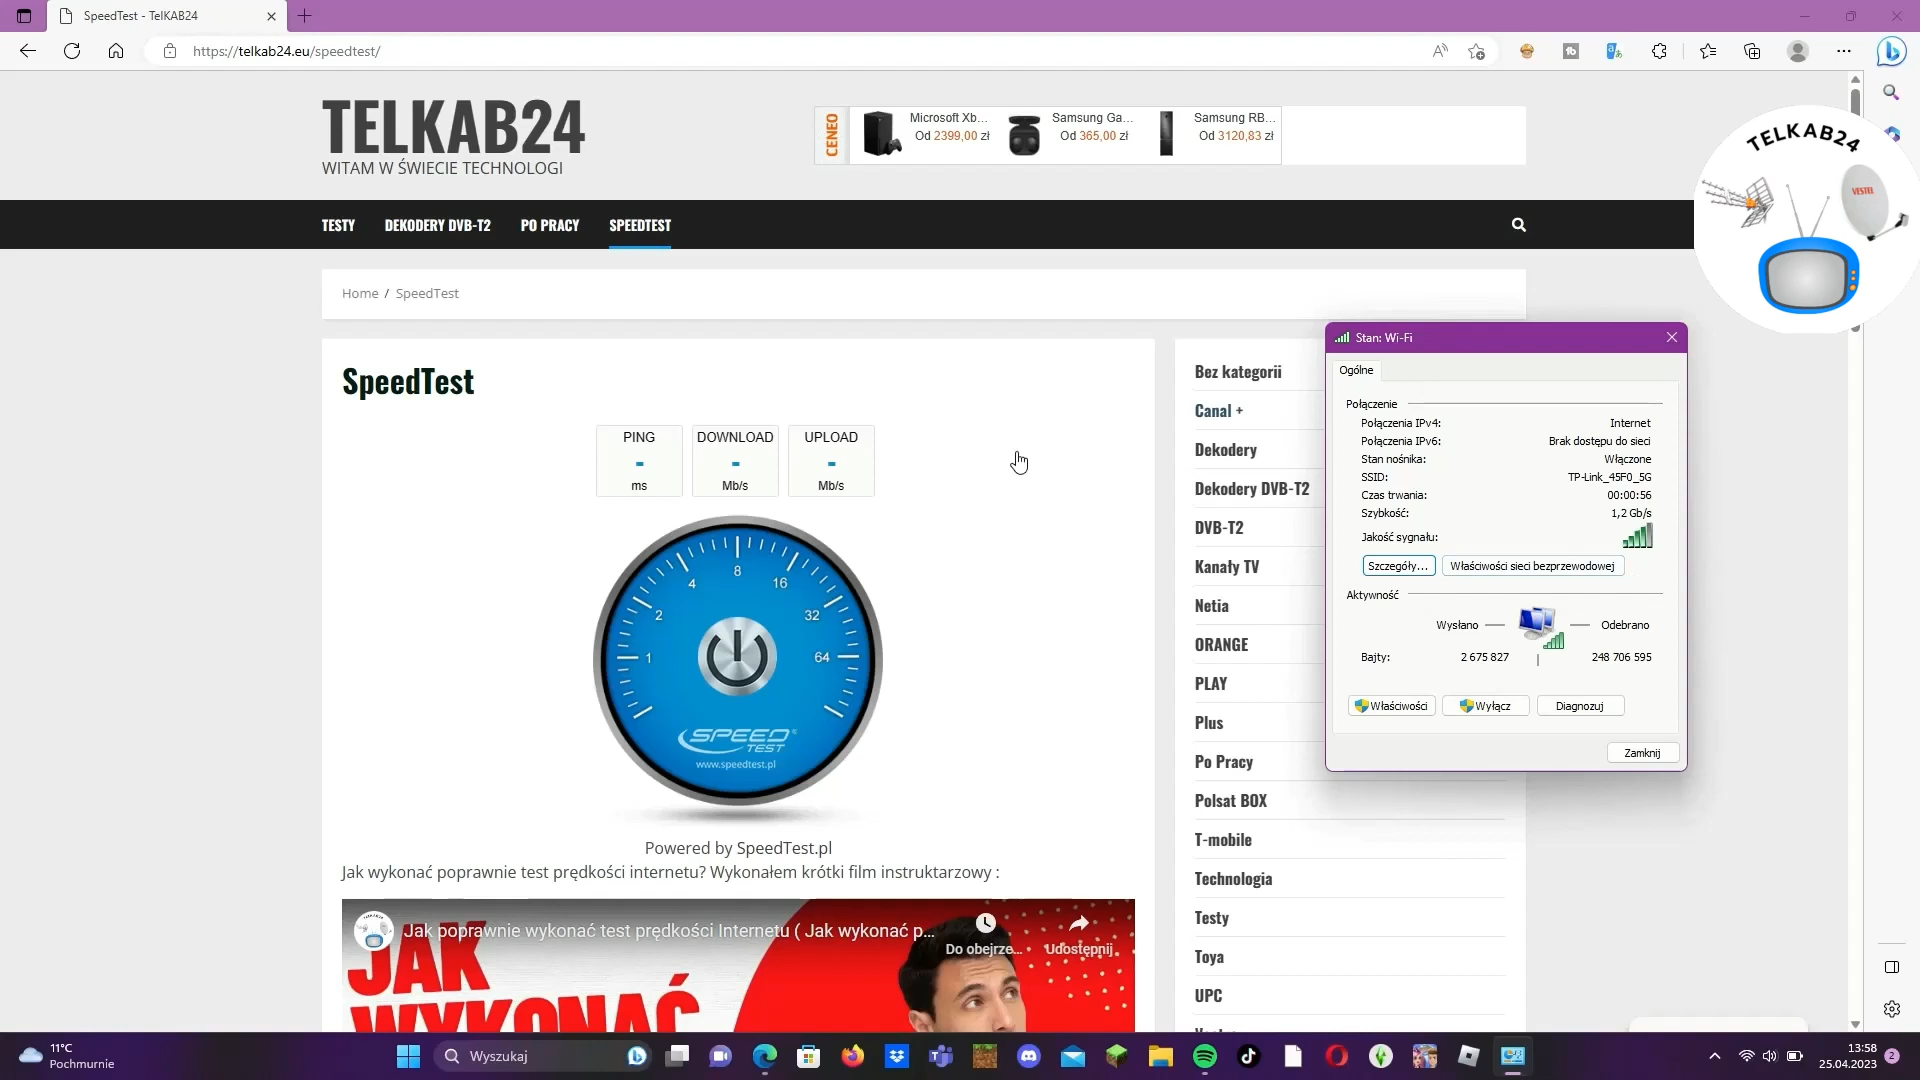 SpeedTest - TelKAB24
https://telkab24.eu/speedtest/
TELKAB24
WITAM W ŚWIECIE TECHNOLOGI
CENEO
Microsoft Xb...
Od 2399,00 zł
Samsung Ga...
Od 365,00 zł
Samsung RB...
Od 3120,83 zł
TELKAB24
VESTEL
TESTY
DEKODERY DVB-T2
PO PRACY
SPEEDTEST
Home / SpeedTest
SpeedTest
PING
-
ms
DOWNLOAD
-
Mb/s
UPLOAD
-
Mb/s
1
2
4
8
16
32
64
SPEED
TEST
www.speedtest.pl
Powered by SpeedTest.pl
Jak wykonać poprawnie test prędkości internetu? Wykonałem krótki film instruktarzowy :
Jak poprawnie wykonać test prędkości Internetu ( Jak wykonać p...
Do obejrze...
Udostępnij
JAK
WYKONAĆ
Bez kategorii
Canal +
Dekodery
Dekodery DVB-T2
DVB-T2
Kanały TV
Netia
ORANGE
PLAY
Plus
Po Pracy
Polsat BOX
T-mobile
Technologia
Testy
Toya
UPC
Stan: Wi-Fi
Ogólne
Połączenie
Połączenia IPv4: Internet
Połączenia IPv6: Brak dostępu do sieci
Stan nośnika: Włączone
SSID: TP-Link_45F0_5G
Czas trwania: 00:00:56
Szybkość: 1,2 Gb/s
Jakość sygnału:
Szczegóły... Właściwości sieci bezprzewodowej
Aktywność
Wysłano — — Odebrano
Bajty: 2 675 827 | 248 706 595
Właściwości Wyłącz Diagnozuj
Zamknij
11°C
Pochmurnie
Wyszukaj
13:58
25.04.2023
2